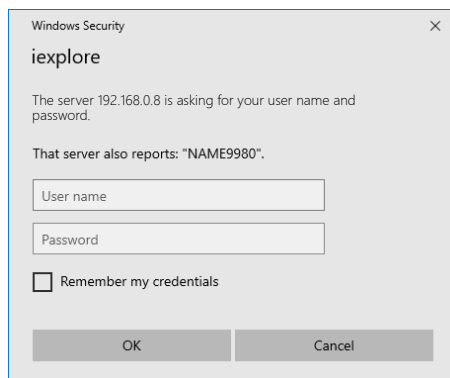 Windows Security
iexplore
The server 192.168.0.8 is asking for your user name and
password.
That server also reports: "NAME9980".
User name
Password
Remember my credentials
OK
Cancel